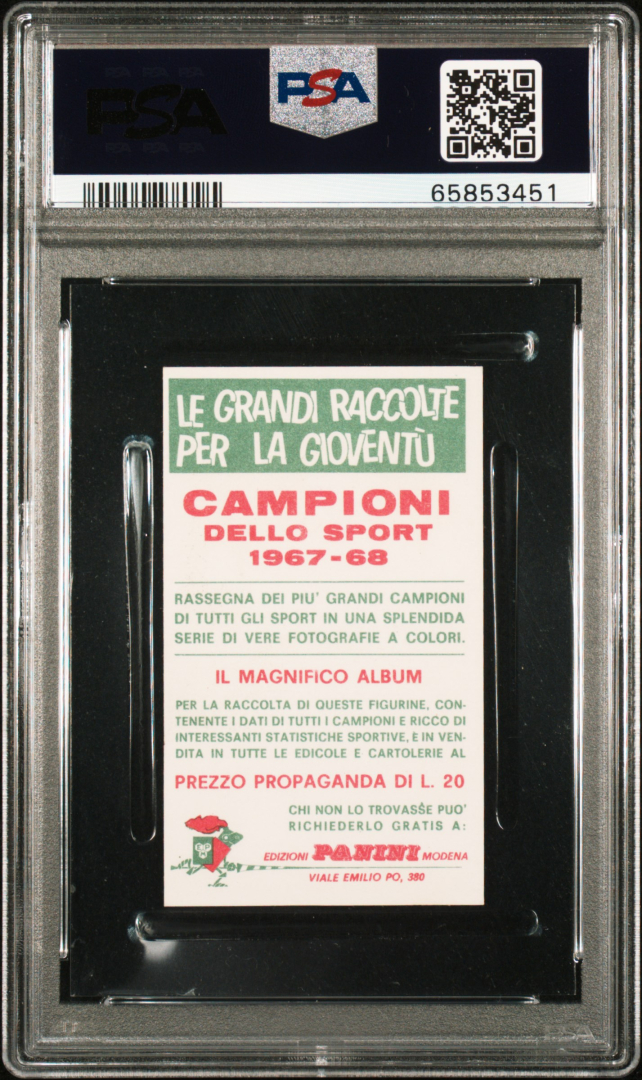 PSA
PSA
65853451
LE GRANDI RACCOLTE
PER LA GIOVENTÙ
CAMPIONI
DELLO SPORT
1967-68
RASSEGNA DEI PIU' GRANDI CAMPIONI
DI TUTTI GLI SPORT IN UNA SPLENDIDA
SERIE DI VERE FOTOGRAFIE A COLORI.
IL MAGNIFICO ALBUM
PER LA RACCOLTA DI QUESTE FIGURINE, CON-
TENENTE I DATI DI TUTTI I CAMPIONI E RICCO DI
INTERESSANTI STATISTICHE SPORTIVE, È IN VEN-
DITA IN TUTTE LE EDICOLE E CARTOLERIE AL
PREZZO PROPAGANDA DI L. 20
CHI NON LO TROVASSE PUO'
RICHIEDERLO GRATIS A:
EDIZIONI PANINI MODENA
VIALE EMILIO PO, 380
PSA